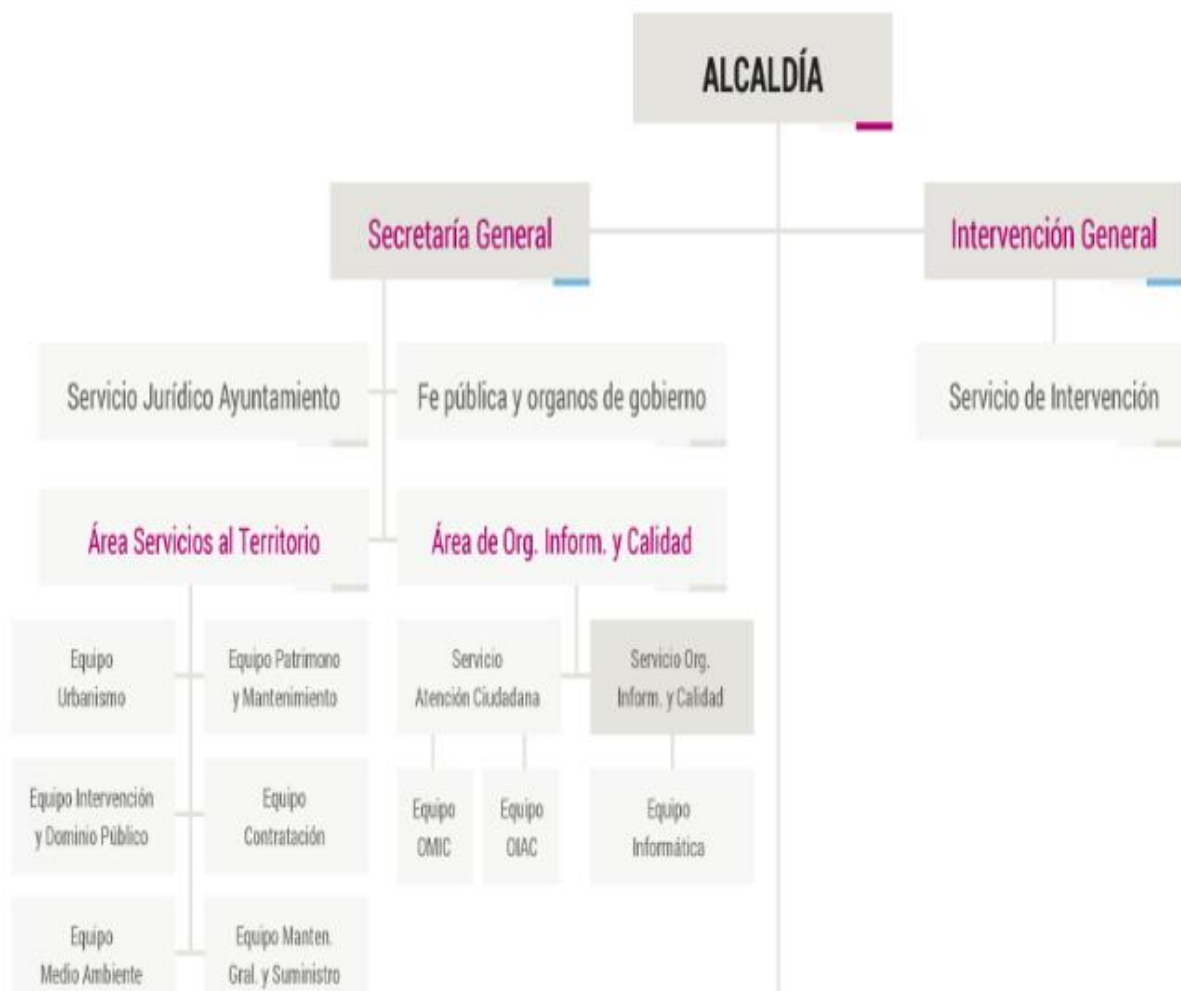 ALCALDÍA
Secretaría General
Intervención General
Servicio Jurídico Ayuntamiento
Fe pública y organos de gobierno
Servicio de Intervención
Área Servicios al Territorio
Área de Org. Inform. y Calidad
Equipo
Urbanismo
Equipo Patrimono
y Mantenimiento
Servicio
Atención Ciudadana
Servicio Org.
Inform. y Calidad
Equipo Intervención
y Dominio Público
Equipo
Contratación
Equipo
OMIC
Equipo
OIAC
Equipo
Informática
Equipo
Medio Ambiente
Equipo Manten.
Gral. y Suministro